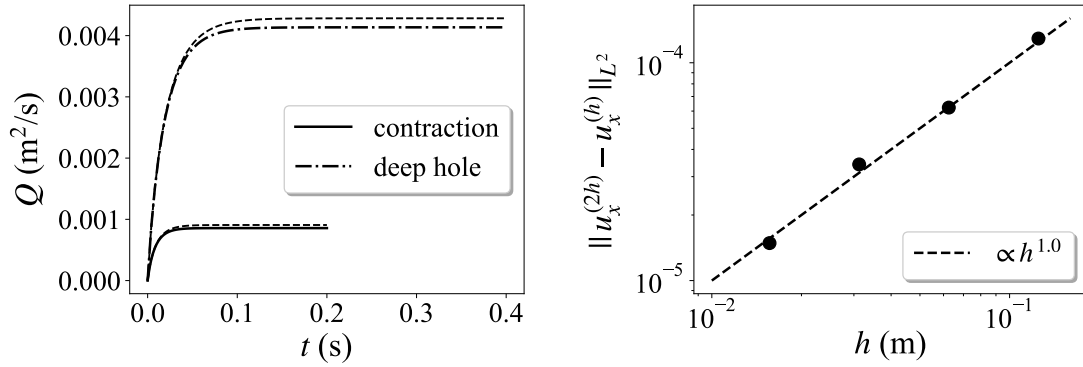 0.004
0.003
0.002
0.001
0.000
Q (m²/s)
contraction
deep hole
0.0 0.1 0.2 0.3 0.4
t (s)
10⁻⁴
10⁻⁵
||u_x^{(2h)} − u_x^{(h)}||_{L²}
∝h^{1.0}
10⁻² 10⁻¹
h (m)